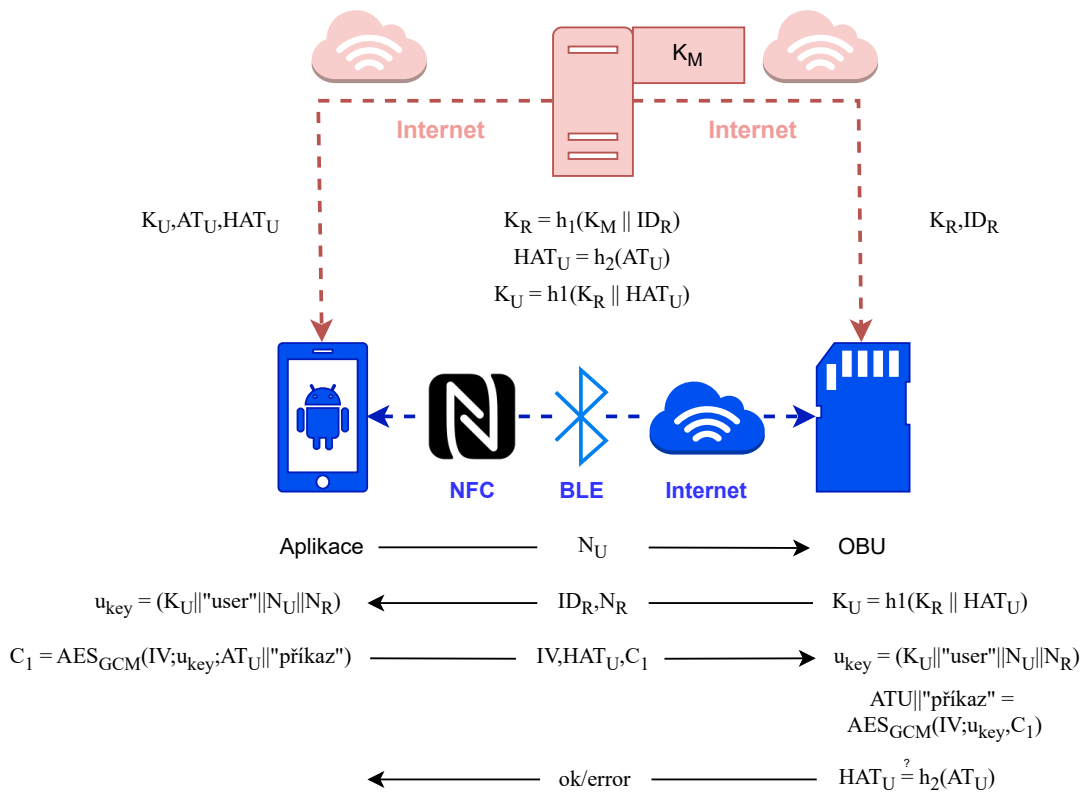 K_M
Internet
Internet
K_U,AT_U,HAT_U
K_R = h_1(K_M || ID_R)
HAT_U = h_2(AT_U)
K_U = h1(K_R || HAT_U)
K_R,ID_R
NFC
BLE
Internet
Aplikace
N_U
OBU
u_key = (K_U||"user"||N_U||N_R)
ID_R,N_R
K_U = h1(K_R || HAT_U)
C_1 = AES_GCM(IV;u_key;AT_U||"příkaz")
IV,HAT_U,C_1
u_key = (K_U||"user"||N_U||N_R)
ATU||"příkaz" =
AES_GCM(IV;u_key,C_1)
ok/error
HAT_U ≟ h_2(AT_U)